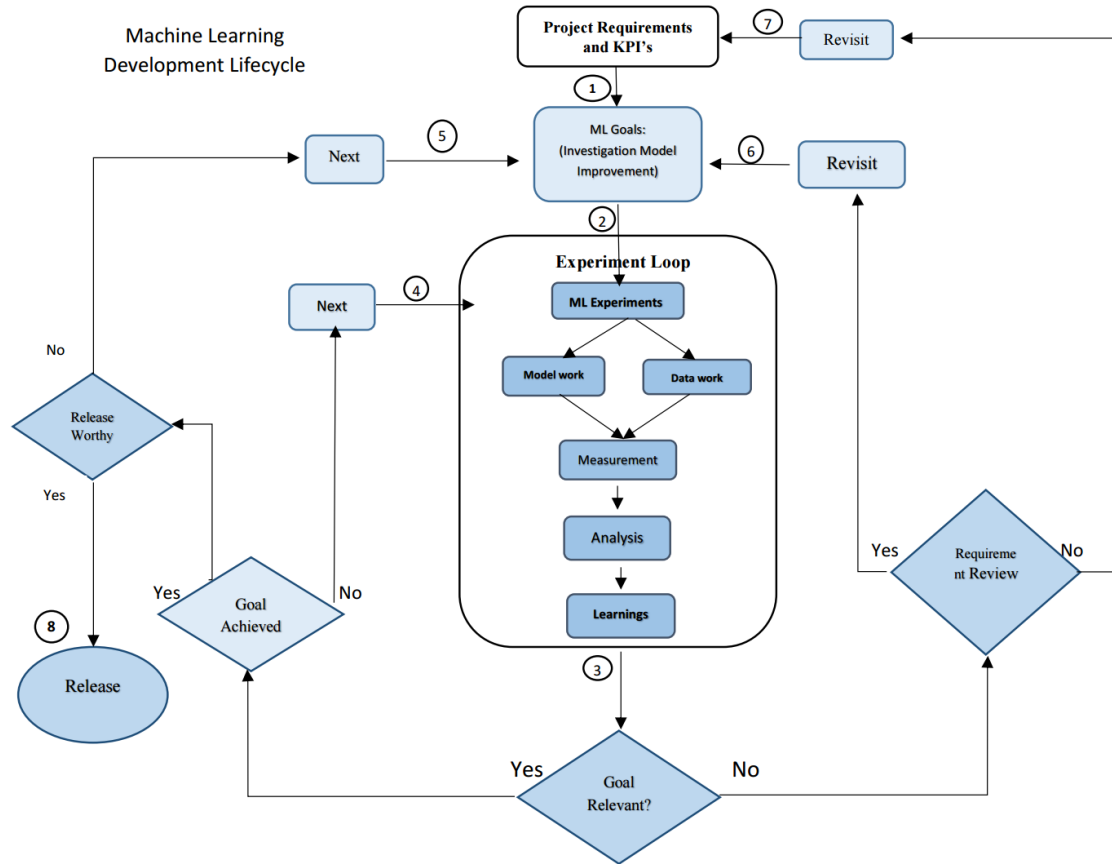 Machine Learning
Development Lifecycle
Project Requirements
and KPI's
7
Revisit
1
ML Goals:
(Investigation Model
Improvement)
Next
5
6
Revisit
2
Experiment Loop
ML Experiments
Next
4
Model work
Data work
No
Release
Worthy
Yes
Measurement
Analysis
Learnings
Yes
Requireme
nt Review
No
Yes
Goal
Achieved
No
8
Release
3
Yes
Goal
Relevant?
No